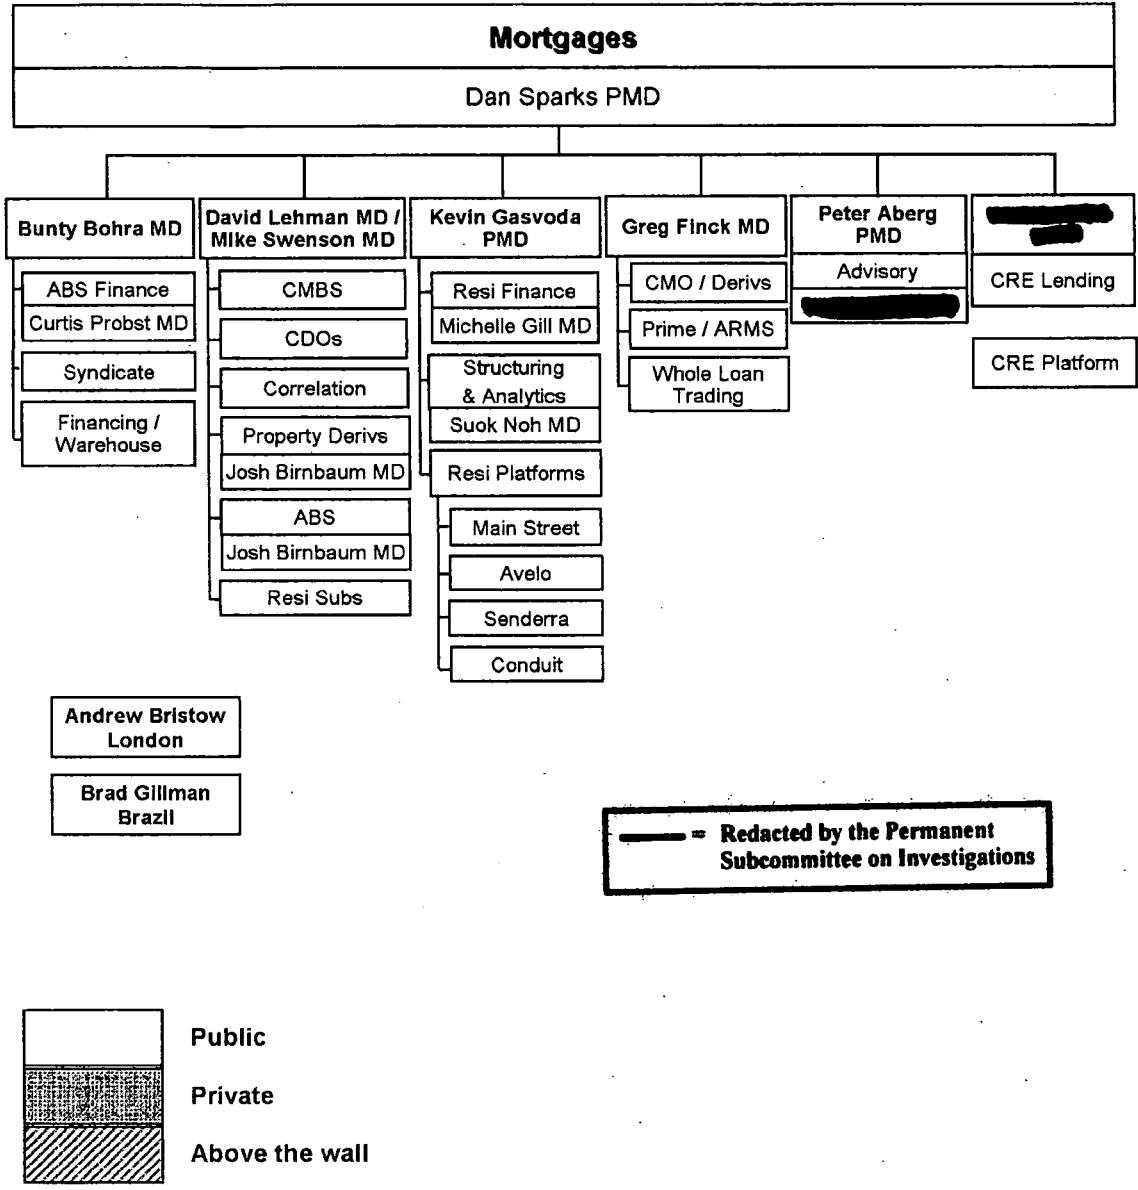 Mortgages
Dan Sparks PMD
Bunty Bohra MD
ABS Finance
Curtis Probst MD
Syndicate
Financing /
Warehouse
David Lehman MD /
Mike Swenson MD
CMBS
CDOs
Correlation
Property Derivs
Josh Birnbaum MD
ABS
Josh Birnbaum MD
Resi Subs
Kevin Gasvoda
PMD
Resi Finance
Michelle Gill MD
Structuring
& Analytics
Suok Noh MD
Resi Platforms
Main Street
Avelo
Senderra
Conduit
Greg Finck MD
CMO / Derivs
Prime / ARMS
Whole Loan
Trading
Peter Aberg
PMD
Advisory
CRE Lending
CRE Platform
Andrew Bristow
London
Brad Gillman
Brazil
= Redacted by the Permanent
Subcommittee on Investigations
Public
Private
Above the wall